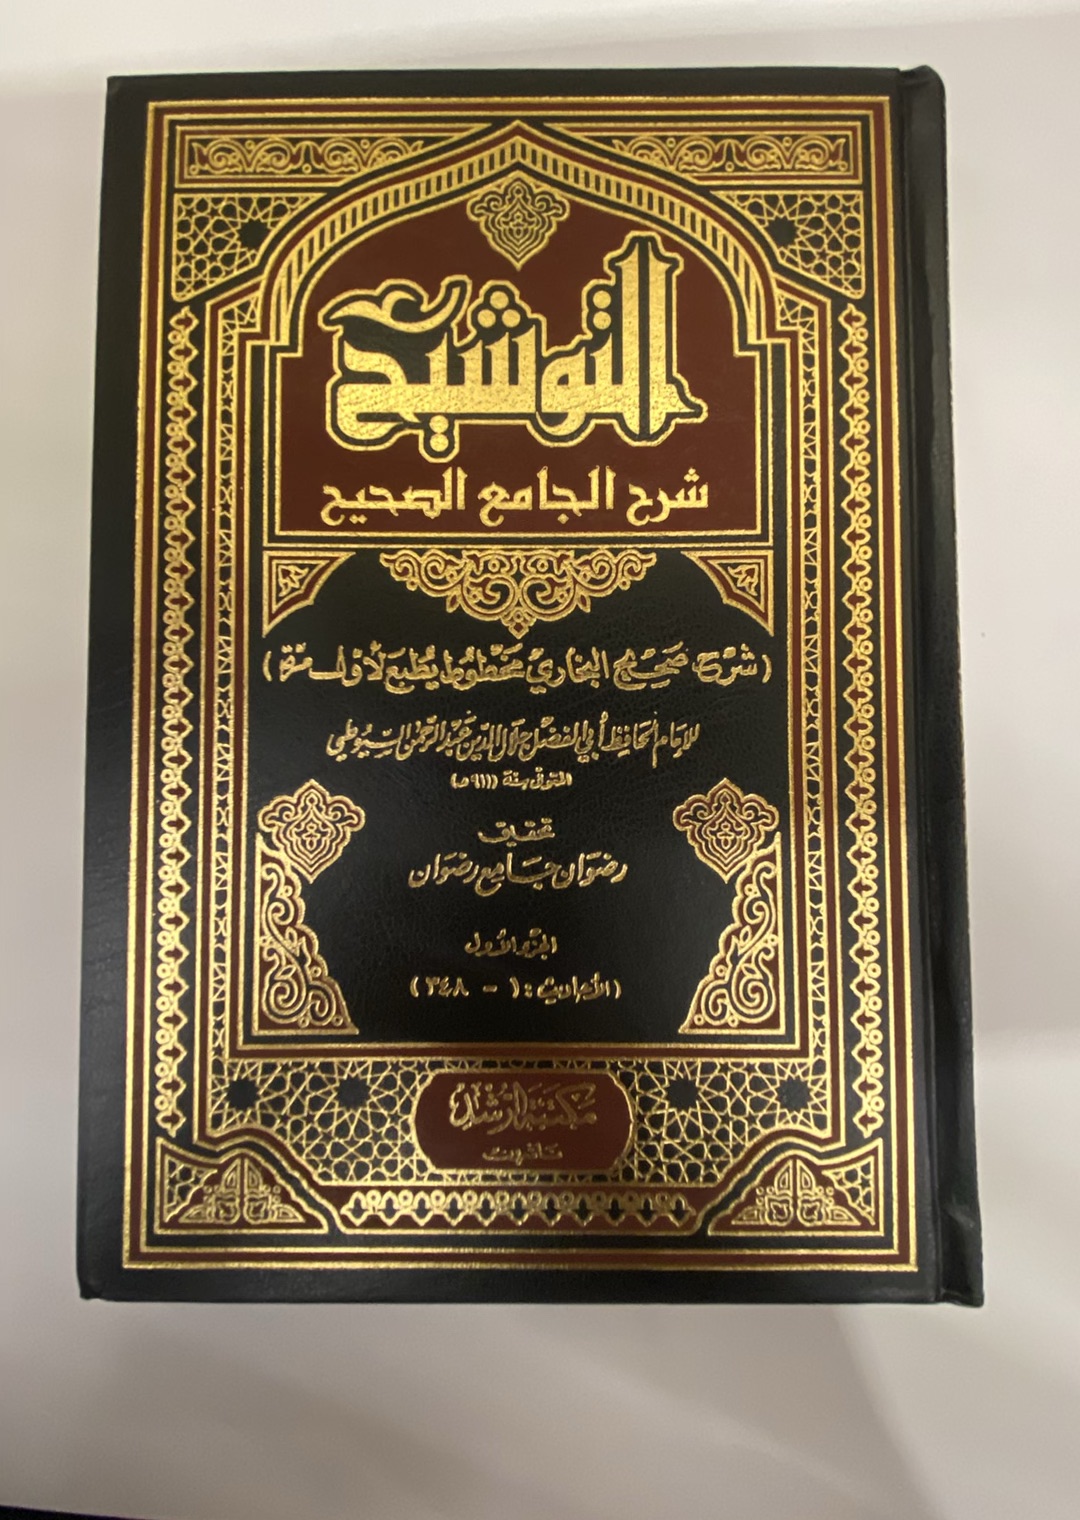 التوشيح
شرح الجامع الصحيح
(شرح صحيح البخاري مخطوط يطبع لأول مرة)
للإمام الحافظ أبي الفضل جلال الدين عبد الرحمن السيوطي
المتوفى سنة (٩١١هـ)
تحقيق
رضوان جامع رضوان
الجزء الأول
(الأحاديث: ١ - ٣٤٨)
مكتبة الرشد